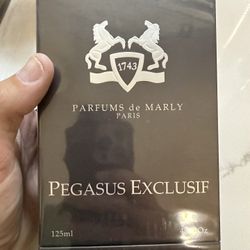 1743
PARFUMS de MARLY
PARIS
PEGASUS EXCLUSIF
125ml